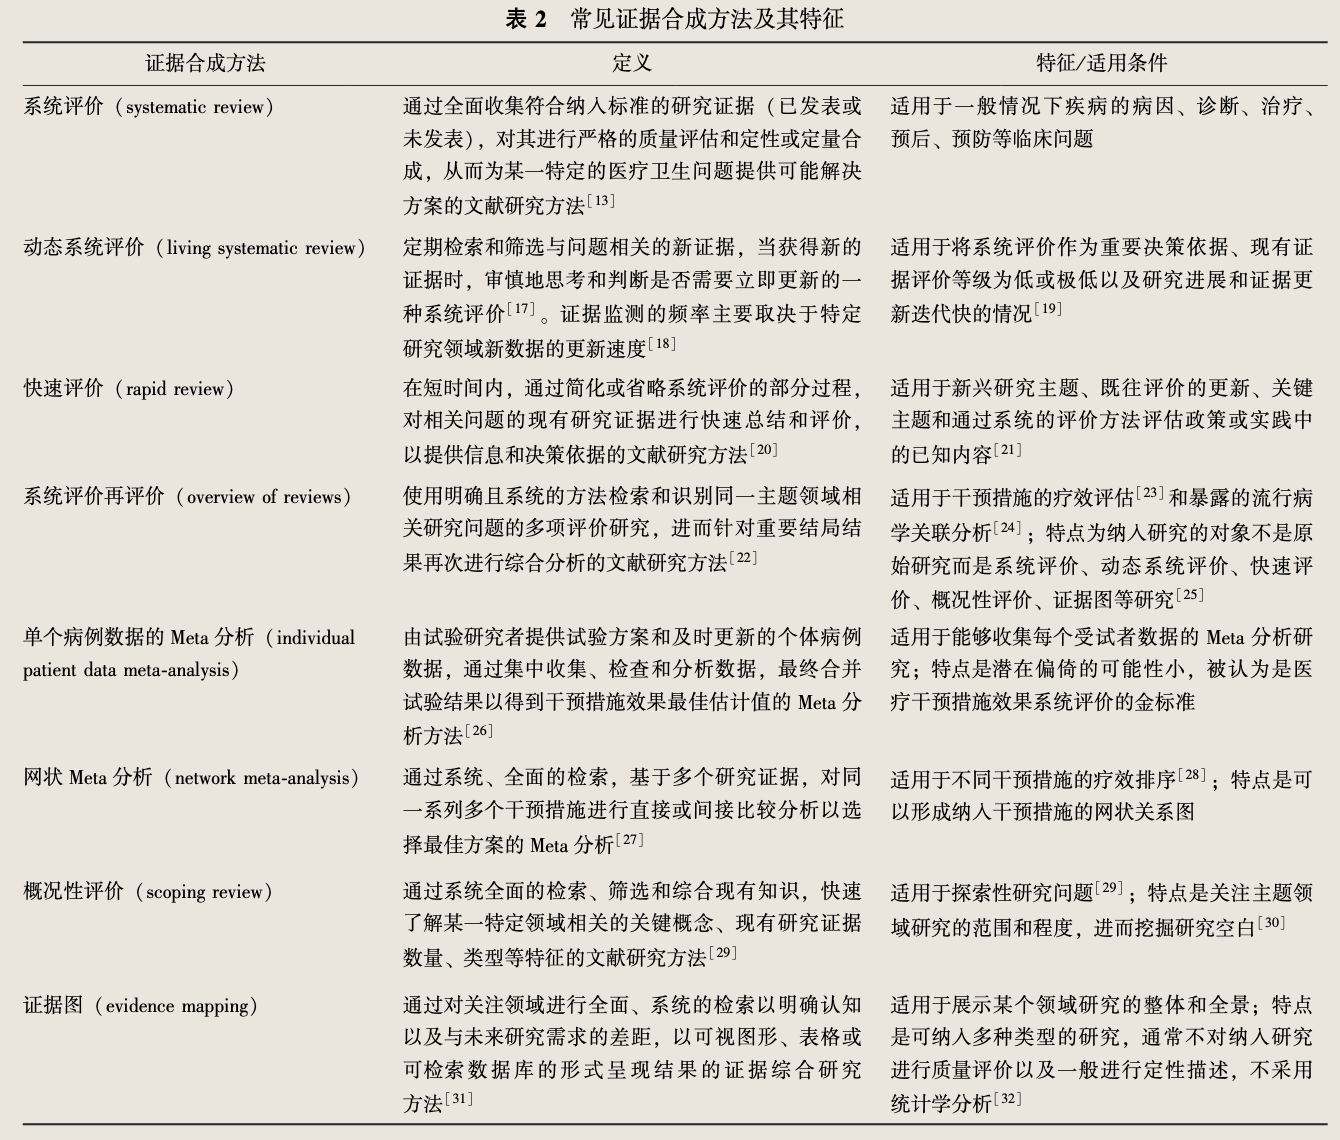 表 2 常见证据合成方法及其特征
证据合成方法 定义 特征/适用条件
系统评价（systematic review）
通过全面收集符合纳入标准的研究证据（已发表或
未发表），对其进行严格的质量评估和定性或定量合
成，从而为某一特定的医疗卫生问题提供可能解决
方案的文献研究方法[13]
适用于一般情况下疾病的病因、诊断、治疗、
预后、预防等临床问题
动态系统评价（living systematic review）
定期检索和筛选与问题相关的新证据，当获得新的
证据时，审慎地思考和判断是否需要立即更新的一
种系统评价[17]。证据监测的频率主要取决于特定
研究领域新数据的更新速度[18]
适用于将系统评价作为重要决策依据、现有证
据评价等级为低或极低以及研究进展和证据更
新迭代快的情况[19]
快速评价（rapid review）
在短时间内，通过简化或省略系统评价的部分过程，
对相关问题的现有研究证据进行快速总结和评价，
以提供信息和决策依据的文献研究方法[20]
适用于新兴研究主题、既往评价的更新、关键
主题和通过系统的评价方法评估政策或实践中
的已知内容[21]
系统评价再评价（overview of reviews）
使用明确且系统的方法检索和识别同一主题领域相
关研究问题的多项评价研究，进而针对重要结局结
果再次进行综合分析的文献研究方法[22]
适用于干预措施的疗效评估[23]和暴露的流行病
学关联分析[24]；特点为纳入研究的对象不是原
始研究而是系统评价、动态系统评价、快速评
价、概况性评价、证据图等研究[25]
单个病例数据的 Meta 分析（individual
patient data meta-analysis）
由试验研究者提供试验方案和及时更新的个体病例
数据，通过集中收集、检查和分析数据，最终合并
试验结果以得到干预措施效果最佳估计值的 Meta 分
析方法[26]
适用于能够收集每个受试者数据的 Meta 分析研
究；特点是潜在偏倚的可能性小，被认为是医
疗干预措施效果系统评价的金标准
网状 Meta 分析（network meta-analysis）
通过系统、全面的检索，基于多个研究证据，对同
一系列多个干预措施进行直接或间接比较分析以选
择最佳方案的 Meta 分析[27]
适用于不同干预措施的疗效排序[28]；特点是可
以形成纳入干预措施的网状关系图
概况性评价（scoping review）
通过系统全面的检索、筛选和综合现有知识，快速
了解某一特定领域相关的关键概念、现有研究证据
数量、类型等特征的文献研究方法[29]
适用于探索性研究问题[29]；特点是关注主题领
域研究的范围和程度，进而挖掘研究空白[30]
证据图（evidence mapping）
通过对关注领域进行全面、系统的检索以明确认知
以及与未来研究需求的差距，以可视图形、表格或
可检索数据库的形式呈现结果的证据综合研究
方法[31]
适用于展示某个领域研究的整体和全景；特点
是可纳入多种类型的研究，通常不对纳入研究
进行质量评价以及一般进行定性描述，不采用
统计学分析[32]